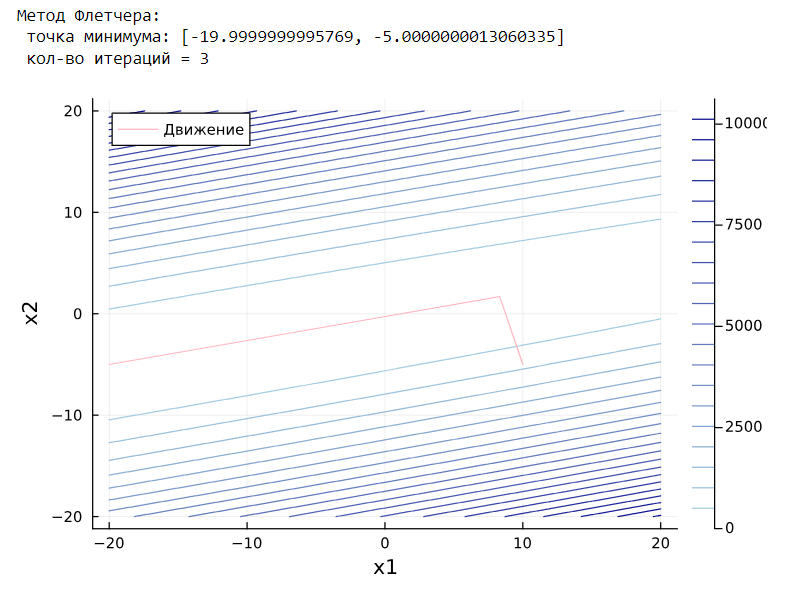 Метод Флетчера:
точка минимума: [-19.9999999995769, -5.0000000013060335]
кол-во итераций = 3
Движение
20
10
0
−10
−20
x2
−20
−10
0
10
20
x1
10000
7500
5000
2500
0